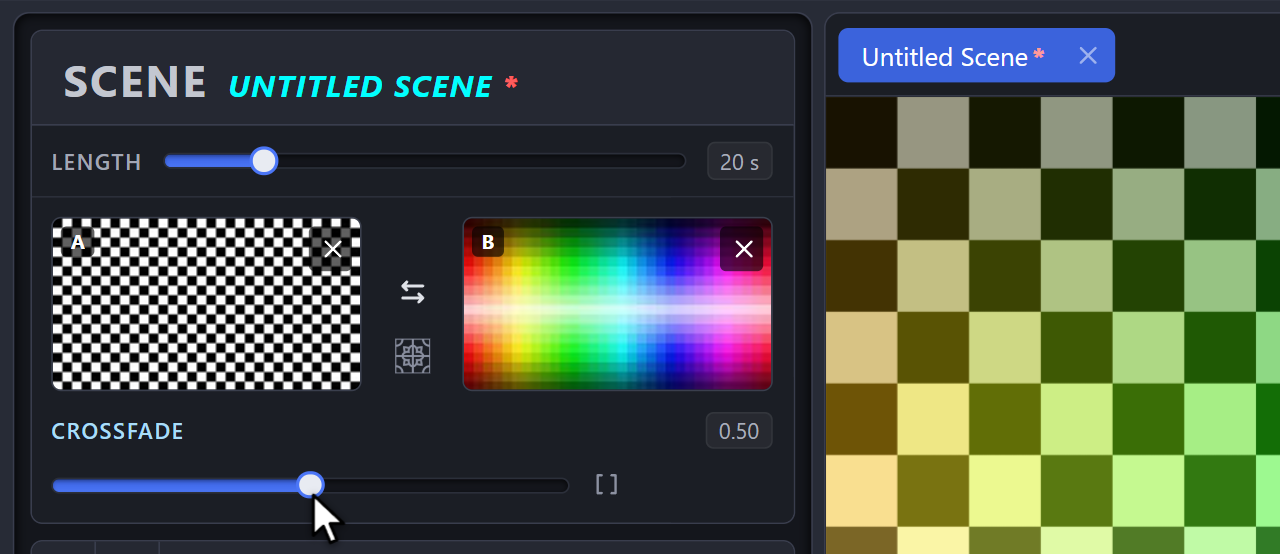 SCENE UNTITLED SCENE *
Untitled Scene *
LENGTH 20 s
A
B
CROSSFADE 0.50
[ ]